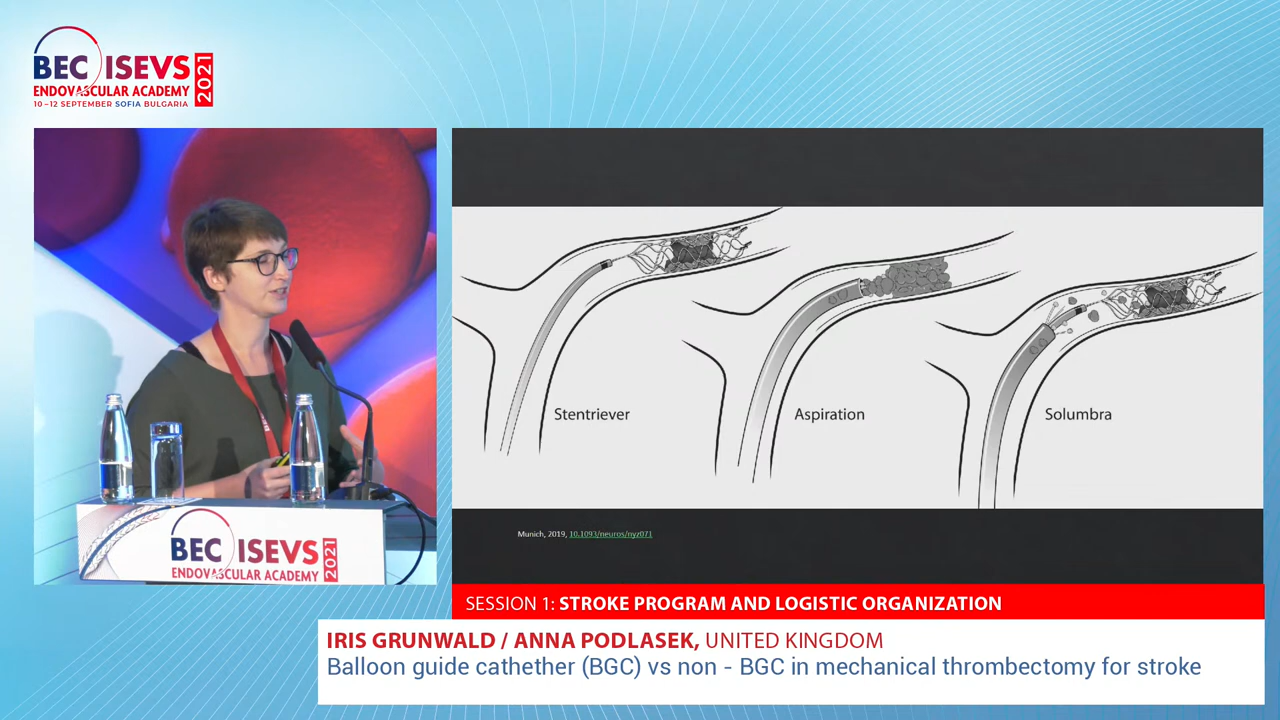 BEC ISEVS
ENDOVASCULAR ACADEMY
2021
10-12 SEPTEMBER SOFIA BULGARIA
Stentriever
Aspiration
Solumbra
Munich, 2019, 10.1093/neuros/nyz071
BEC ISEVS
ENDOVASCULAR ACADEMY
2021
SESSION 1: STROKE PROGRAM AND LOGISTIC ORGANIZATION
IRIS GRUNWALD / ANNA PODLASEK, UNITED KINGDOM
Balloon guide cathether (BGC) vs non - BGC in mechanical thrombectomy for stroke